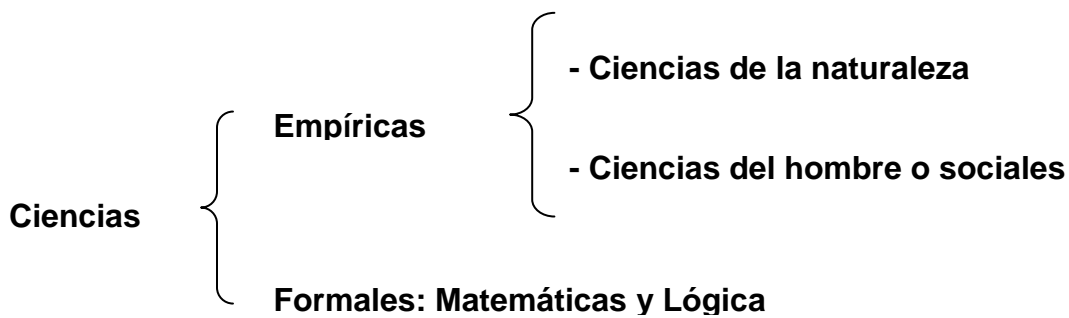 - Ciencias de la naturaleza
Empíricas
- Ciencias del hombre o sociales
Ciencias
Formales: Matemáticas y Lógica